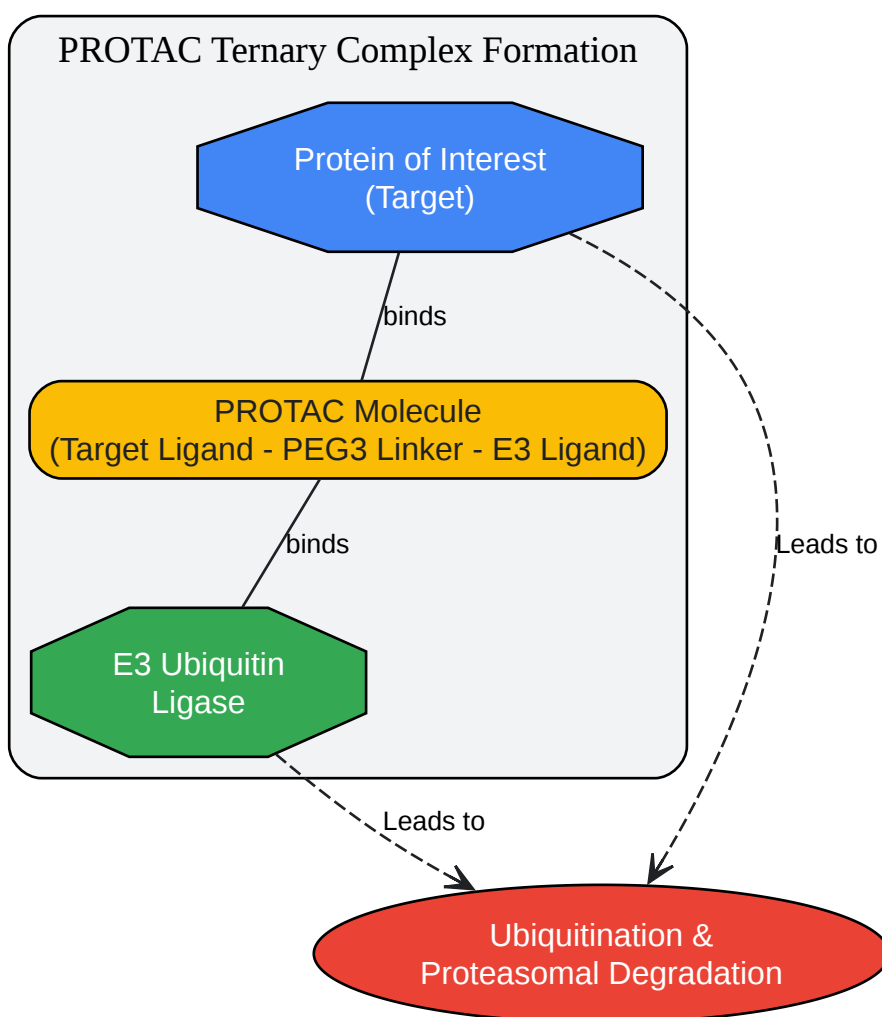 PROTAC Ternary Complex Formation
Protein of Interest
(Target)
binds
PROTAC Molecule
(Target Ligand - PEG3 Linker - E3 Ligand)
binds
Leads to
E3 Ubiquitin
Ligase
Leads to
Ubiquitination &
Proteasomal Degradation